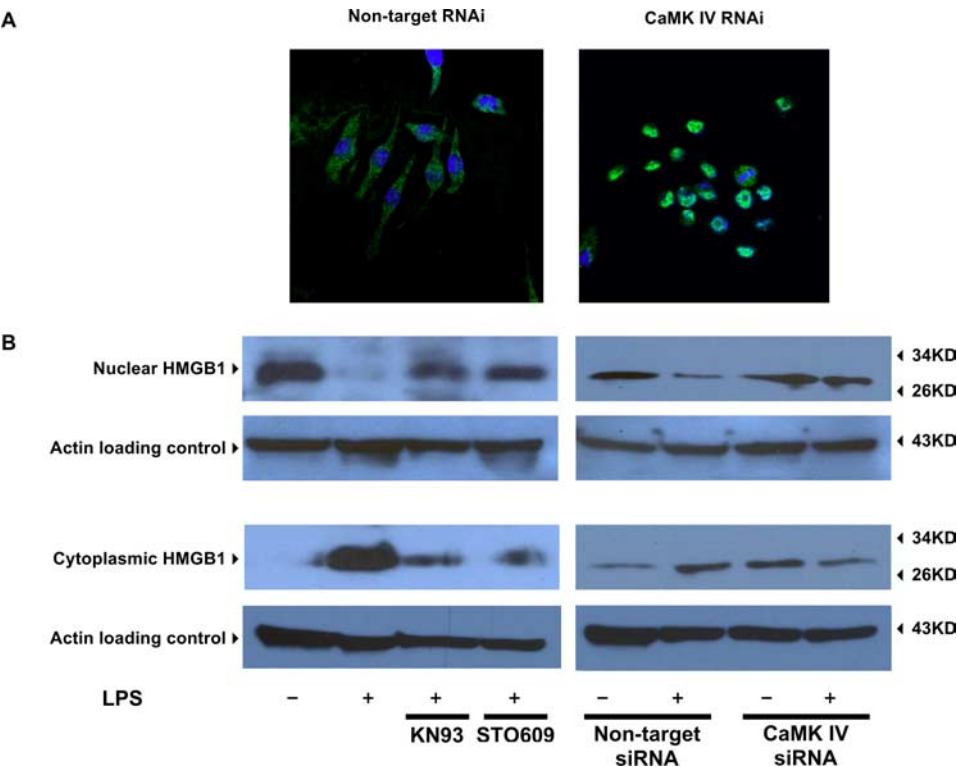 A
Non-target RNAi
CaMK IV RNAi
B
Nuclear HMGB1
34KD
26KD
Actin loading control
43KD
Cytoplasmic HMGB1
34KD
26KD
Actin loading control
43KD
LPS
– + + + – + – +
KN93
STO609
Non-target
siRNA
CaMK IV
siRNA